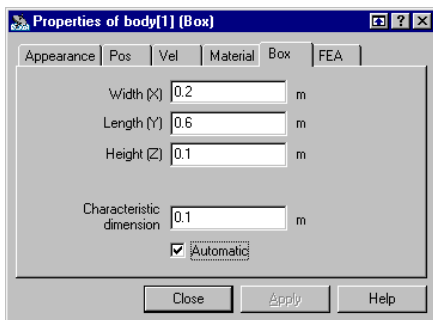 Properties of body[1] (Box)
Appearance Pos Vel Material Box FEA
Width (X) 0.2 m
Length (Y) 0.6 m
Height (Z) 0.1 m
Characteristic
dimension 0.1 m
Automatic
Close Apply Help